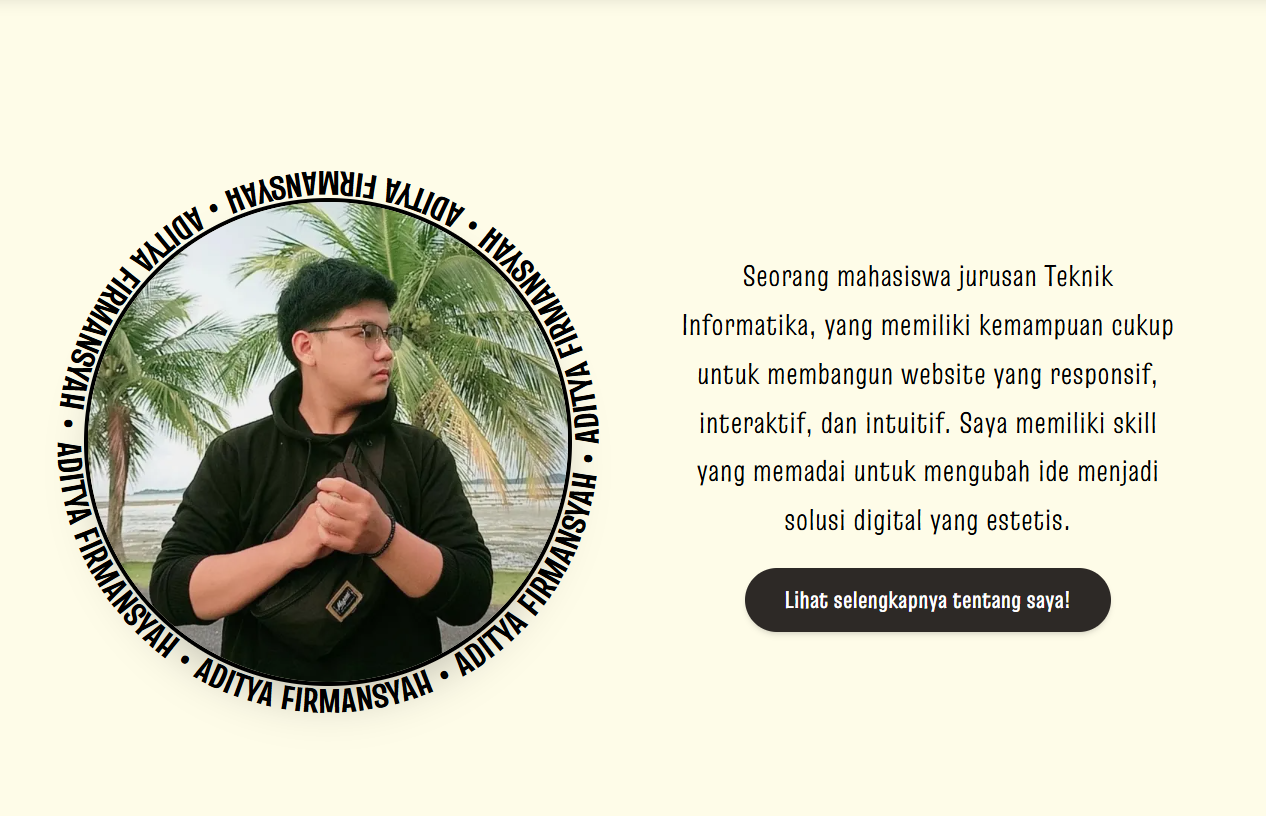 ADITYA FIRMANSYAH • ADITYA FIRMANSYAH • ADITYA FIRMANSYAH • ADITYA FIRMANSYAH • ADITYA FIRMANSYAH • ADITYA FIRMANSYAH •
Seorang mahasiswa jurusan Teknik
Informatika, yang memiliki kemampuan cukup
untuk membangun website yang responsif,
interaktif, dan intuitif. Saya memiliki skill
yang memadai untuk mengubah ide menjadi
solusi digital yang estetis.
Lihat selengkapnya tentang saya!